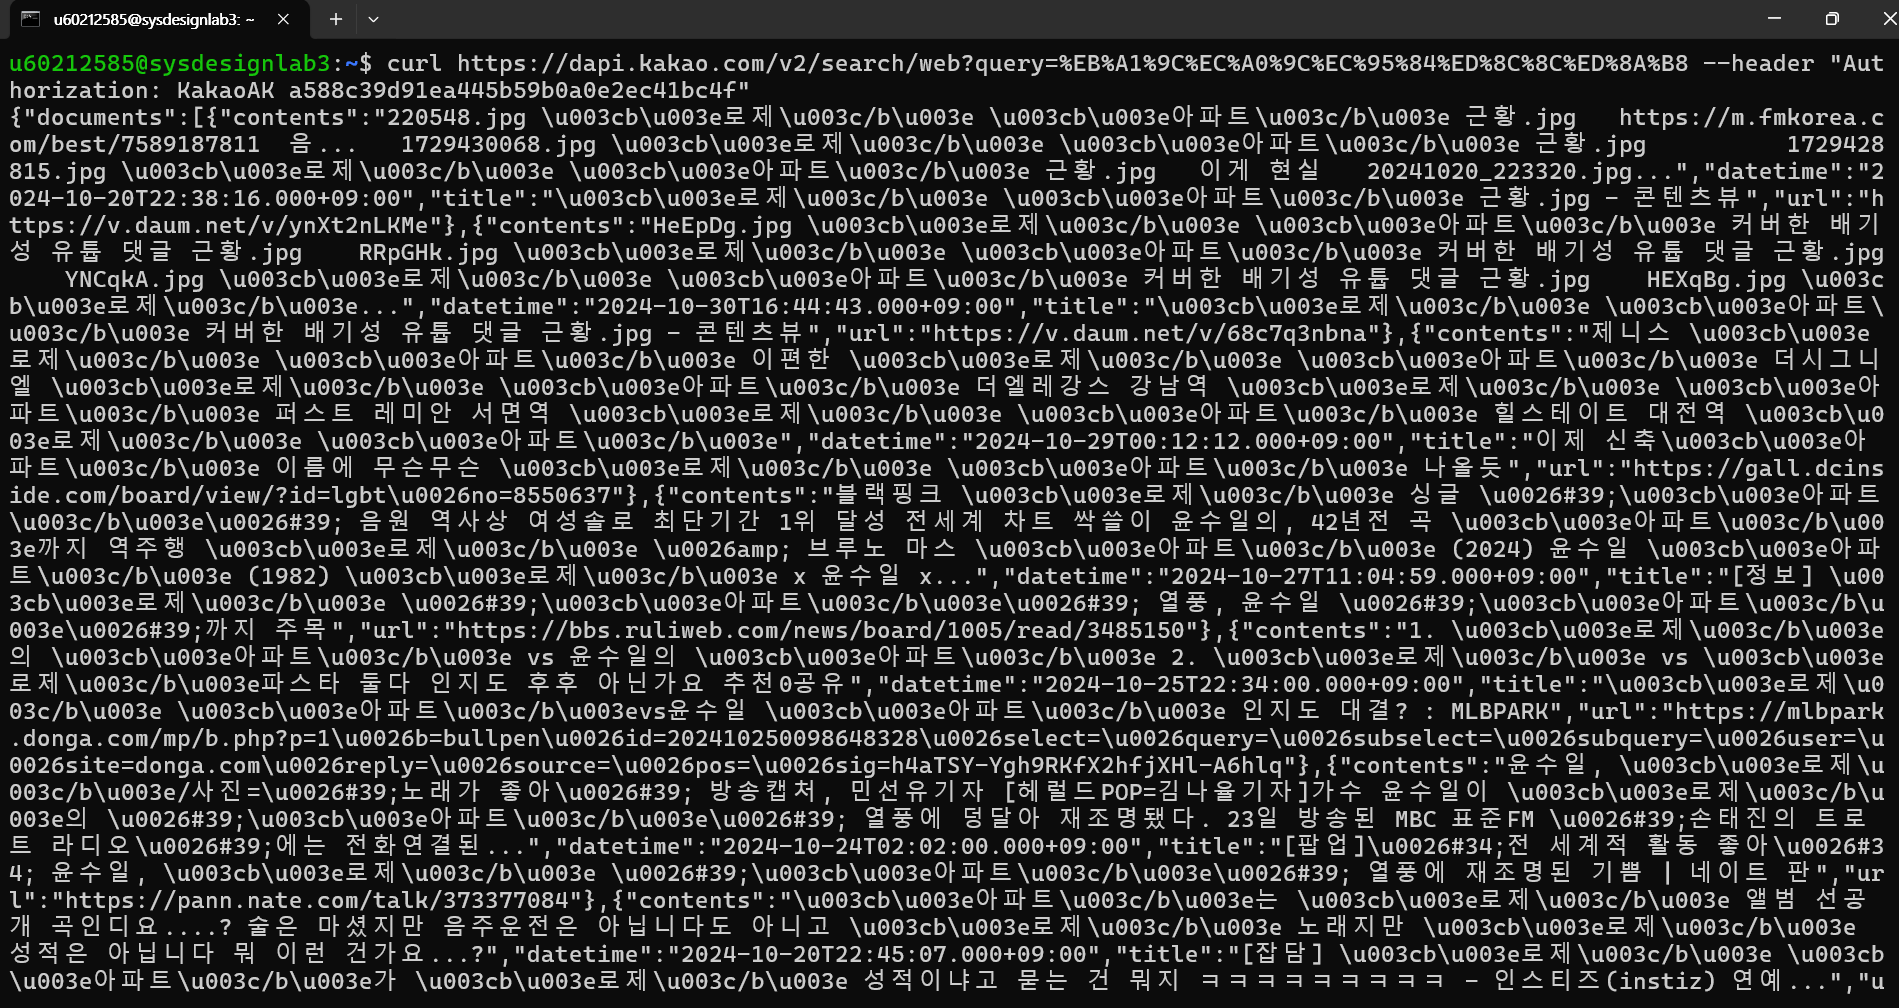 u60212585@sysdesignlab3: ~
u60212585@sysdesignlab3:~$ curl https://dapi.kakao.com/v2/search/web?query=%EB%A1%9C%EC%A0%9C%EC%95%84%ED%8C%8C%ED%8A%B8 --header "Aut
horization: KakaoAK a588c39d91ea445b59b0a0e2ec41bc4f"
{"documents":[{"contents":"220548.jpg \u003cb\u003e로제\u003c/b\u003e \u003cb\u003e아파트\u003c/b\u003e 근황.jpg   https://m.fmkorea.c
om/best/7589187811  음...   1729430068.jpg \u003cb\u003e로제\u003c/b\u003e \u003cb\u003e아파트\u003c/b\u003e 근황.jpg          1729428
815.jpg \u003cb\u003e로제\u003c/b\u003e \u003cb\u003e아파트\u003c/b\u003e 근황.jpg   이게 현실   20241020_223320.jpg...","datetime":"2
024-10-20T22:38:16.000+09:00","title":"\u003cb\u003e로제\u003c/b\u003e \u003cb\u003e아파트\u003c/b\u003e 근황.jpg - 콘텐츠뷰","url":"h
ttps://v.daum.net/v/ynXt2nLKMe"},{"contents":"HeEpDg.jpg \u003cb\u003e로제\u003c/b\u003e \u003cb\u003e아파트\u003c/b\u003e 커버한 배기
성 유튭 댓글 근황.jpg    RRpGHk.jpg \u003cb\u003e로제\u003c/b\u003e \u003cb\u003e아파트\u003c/b\u003e 커버한 배기성 유튭 댓글 근황.jpg
    YNCqkA.jpg \u003cb\u003e로제\u003c/b\u003e \u003cb\u003e아파트\u003c/b\u003e 커버한 배기성 유튭 댓글 근황.jpg    HEXqBg.jpg \u003c
b\u003e로제\u003c/b\u003e...","datetime":"2024-10-30T16:44:43.000+09:00","title":"\u003cb\u003e로제\u003c/b\u003e \u003cb\u003e아파트\
u003c/b\u003e 커버한 배기성 유튭 댓글 근황.jpg - 콘텐츠뷰","url":"https://v.daum.net/v/68c7q3nbna"},{"contents":"제니스 \u003cb\u003e
로제\u003c/b\u003e \u003cb\u003e아파트\u003c/b\u003e 이편한 \u003cb\u003e로제\u003c/b\u003e \u003cb\u003e아파트\u003c/b\u003e 더시그니
엘 \u003cb\u003e로제\u003c/b\u003e \u003cb\u003e아파트\u003c/b\u003e 더엘레강스 강남역 \u003cb\u003e로제\u003c/b\u003e \u003cb\u003e아
파트\u003c/b\u003e 퍼스트 레미안 서면역 \u003cb\u003e로제\u003c/b\u003e \u003cb\u003e아파트\u003c/b\u003e 힐스테이트 대전역 \u003cb\u0
03e로제\u003c/b\u003e \u003cb\u003e아파트\u003c/b\u003e","datetime":"2024-10-29T00:12:12.000+09:00","title":"이제 신축\u003cb\u003e아
파트\u003c/b\u003e 이름에 무슨무슨 \u003cb\u003e로제\u003c/b\u003e \u003cb\u003e아파트\u003c/b\u003e 나올듯","url":"https://gall.dcins
ide.com/board/view/?id=lgbt\u0026no=8550637"},{"contents":"블랙핑크 \u003cb\u003e로제\u003c/b\u003e 싱글 \u0026#39;\u003cb\u003e아파트
\u003c/b\u003e\u0026#39; 음원 역사상 여성솔로 최단기간 1위 달성 전세계 차트 싹쓸이 윤수일의, 42년전 곡 \u003cb\u003e아파트\u003c/b\u00
3e까지 역주행 \u003cb\u003e로제\u003c/b\u003e \u0026amp; 브루노 마스 \u003cb\u003e아파트\u003c/b\u003e (2024) 윤수일 \u003cb\u003e아파
트\u003c/b\u003e (1982) \u003cb\u003e로제\u003c/b\u003e x 윤수일 x...","datetime":"2024-10-27T11:04:59.000+09:00","title":"[정보] \u00
3cb\u003e로제\u003c/b\u003e \u0026#39;\u003cb\u003e아파트\u003c/b\u003e\u0026#39; 열풍, 윤수일 \u0026#39;\u003cb\u003e아파트\u003c/b\u
003e\u0026#39;까지 주목","url":"https://bbs.ruliweb.com/news/board/1005/read/3485150"},{"contents":"1. \u003cb\u003e로제\u003c/b\u003e
의 \u003cb\u003e아파트\u003c/b\u003e vs 윤수일의 \u003cb\u003e아파트\u003c/b\u003e 2. \u003cb\u003e로제\u003c/b\u003e vs \u003cb\u003e
로제\u003c/b\u003e파스타 둘다 인지도 후후 아닌가요 추천0공유","datetime":"2024-10-25T22:34:00.000+09:00","title":"\u003cb\u003e로제\u0
03c/b\u003e \u003cb\u003e아파트\u003c/b\u003evs윤수일 \u003cb\u003e아파트\u003c/b\u003e 인지도 대결? : MLBPARK","url":"https://mlbpark
.donga.com/mp/b.php?p=1\u0026b=bullpen\u0026id=202410250098648328\u0026select=\u0026query=\u0026subselect=\u0026subquery=\u0026user=\u
0026site=donga.com\u0026reply=\u0026source=\u0026pos=\u0026sig=h4aTSY-Ygh9RKfX2hfjXHl-A6hlq"},{"contents":"윤수일, \u003cb\u003e로제\u
003c/b\u003e/사진=\u0026#39;노래가 좋아\u0026#39; 방송캡처, 민선유기자 [헤럴드POP=김나율기자]가수 윤수일이 \u003cb\u003e로제\u003c/b\u0
03e의 \u0026#39;\u003cb\u003e아파트\u003c/b\u003e\u0026#39; 열풍에 덩달아 재조명됐다. 23일 방송된 MBC 표준FM \u0026#39;손태진의 트로
트 라디오\u0026#39;에는 전화연결된...","datetime":"2024-10-24T02:02:00.000+09:00","title":"[팝업]\u0026#34;전 세계적 활동 좋아\u0026#3
4; 윤수일, \u003cb\u003e로제\u003c/b\u003e \u0026#39;\u003cb\u003e아파트\u003c/b\u003e\u0026#39; 열풍에 재조명된 기쁨 | 네이트 판","ur
l":"https://pann.nate.com/talk/373377084"},{"contents":"\u003cb\u003e아파트\u003c/b\u003e는 \u003cb\u003e로제\u003c/b\u003e 앨범 선공
개 곡인디요....? 술은 마셨지만 음주운전은 아닙니다도 아니고 \u003cb\u003e로제\u003c/b\u003e 노래지만 \u003cb\u003e로제\u003c/b\u003e
성적은 아닙니다 뭐 이런 건가요...?","datetime":"2024-10-20T22:45:07.000+09:00","title":"[잡담] \u003cb\u003e로제\u003c/b\u003e \u003cb
\u003e아파트\u003c/b\u003e가 \u003cb\u003e로제\u003c/b\u003e 성적이냐고 묻는 건 뭐지 ㅋㅋㅋㅋㅋㅋㅋㅋㅋ - 인스티즈(instiz) 연예...","u